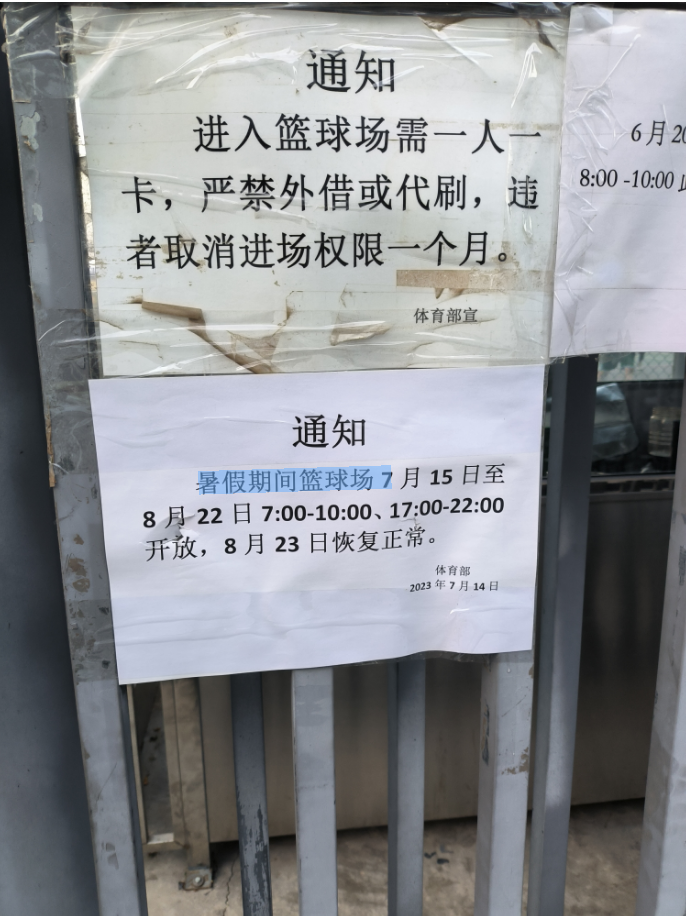 通知
进入篮球场需一人一
卡，严禁外借或代刷，违
者取消进场权限一个月。
体育部宣
6月20
8:00 -10:00
通知
暑假期间篮球场 7 月 15 日至
8 月 22 日 7:00-10:00、17:00-22:00
开放，8 月 23 日恢复正常。
体育部
2023 年 7 月 14 日